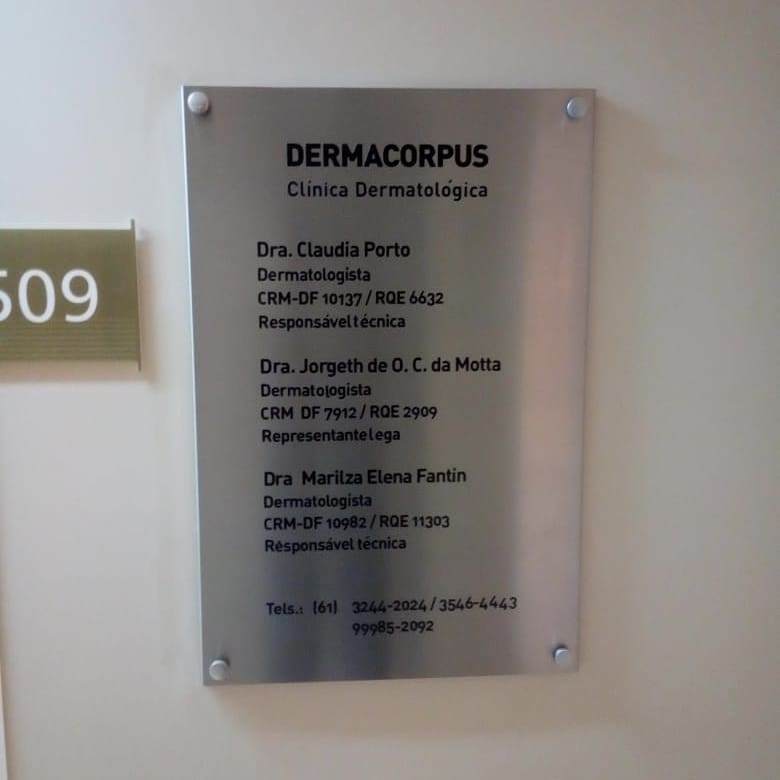 DERMACORPUS
Clínica Dermatológica
Dra. Claudia Porto
Dermatologista
CRM-DF 10137 / RQE 6632
Responsável técnica
Dra. Jorgeth de O. C. da Motta
Dermatologista
CRM DF 7912 / RQE 2909
Representante lega
Dra Marilza Elena Fantin
Dermatologista
CRM-DF 10982 / RQE 11303
Responsável técnica
Tels.: (61) 3244-2024 / 3546-4443
99985-2092